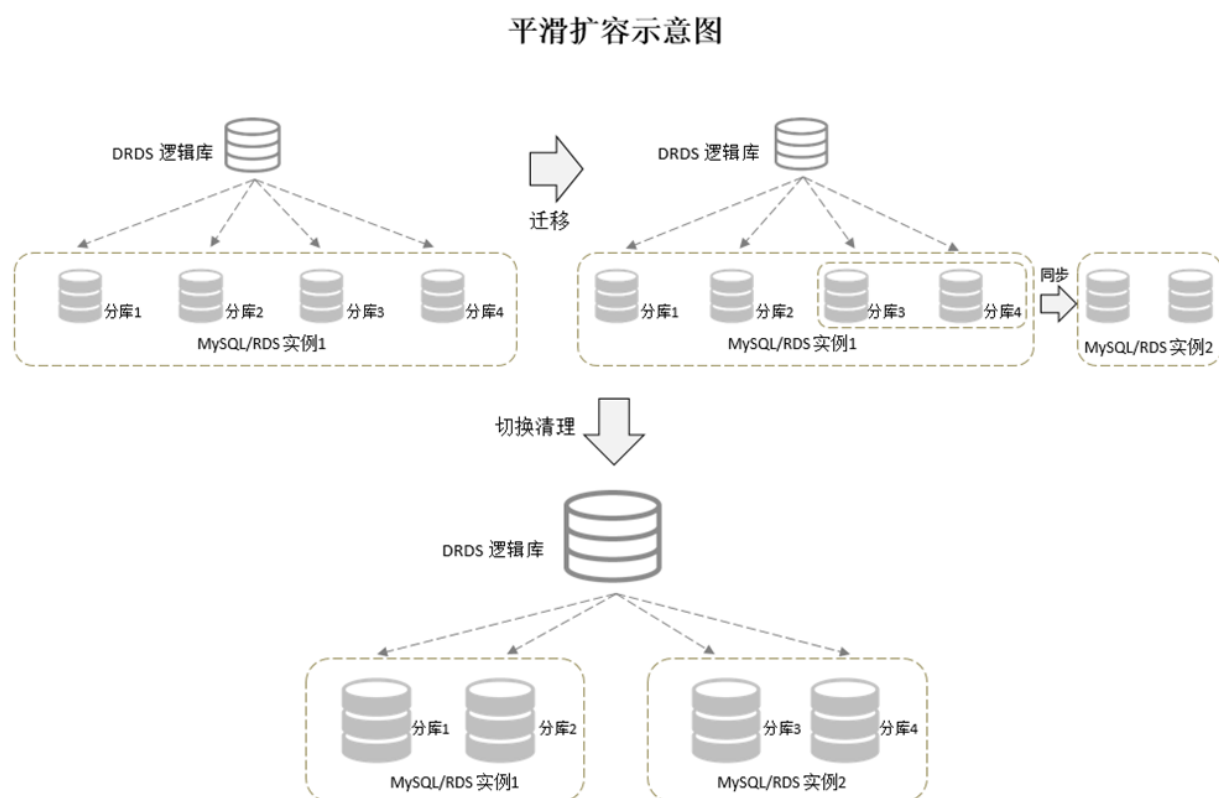 平滑扩容示意图
DRDS 逻辑库
DRDS 逻辑库
迁移
分库1
分库2
分库3
分库4
MySQL/RDS 实例1
分库1
分库2
分库3
分库4
MySQL/RDS 实例1
同步
MySQL/RDS 实例2
切换清理
DRDS 逻辑库
分库1
分库2
MySQL/RDS 实例1
分库3
分库4
MySQL/RDS 实例2